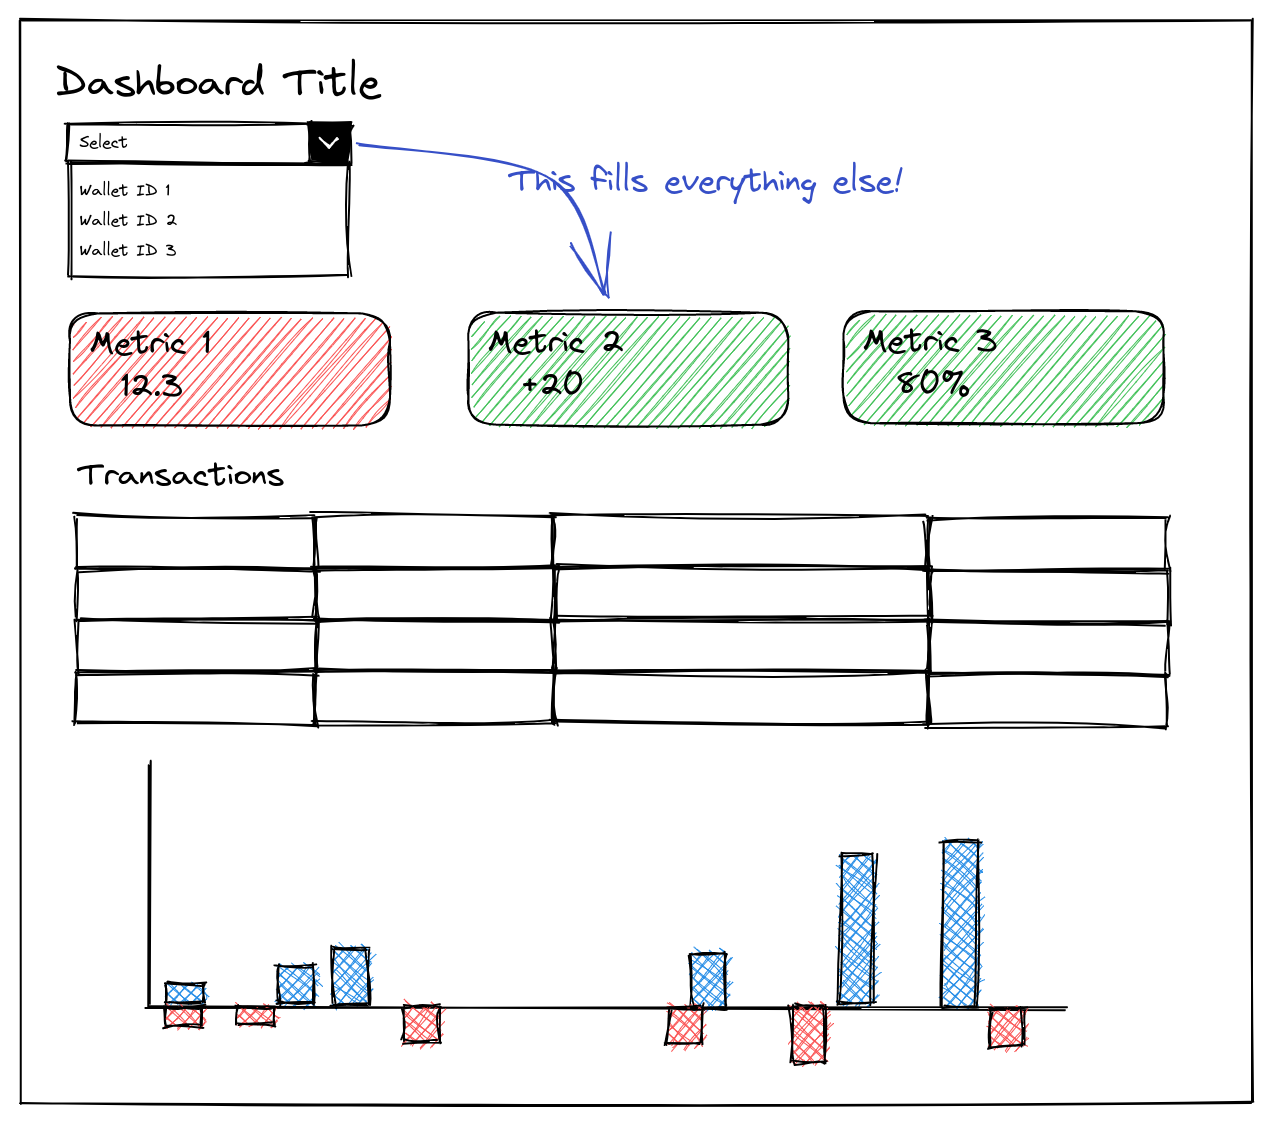 Dashboard Title
Select
This fills everything else!
Wallet ID 1
Wallet ID 2
Wallet ID 3
Metric 1
12.3
Metric 2
+20
Metric 3
80%
Transactions